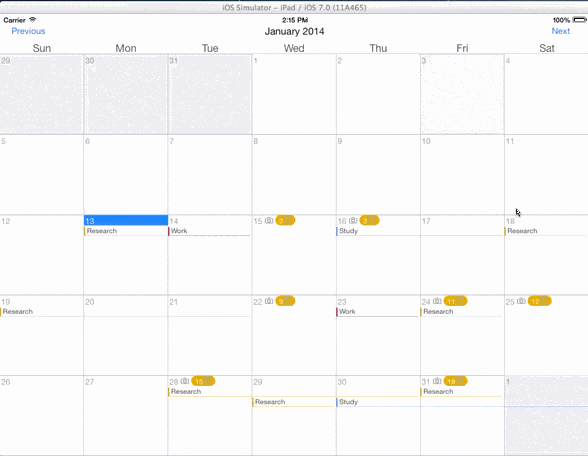 iOS Simulator – iPad / iOS 7.0 (11A465)
Carrier 2:15 PM 100%
Previous January 2014 Next
Sun Mon Tue Wed Thu Fri Sat
29 30 31 1 2 3 4
5 6 7 8 9 10 11
12 13 14 15 2 16 3 17 18
Research Work Study Research
19 20 21 22 9 23 24 11 25 12
Research Work Research
26 27 28 15 29 30 31 18 1
Research Research
Research Study